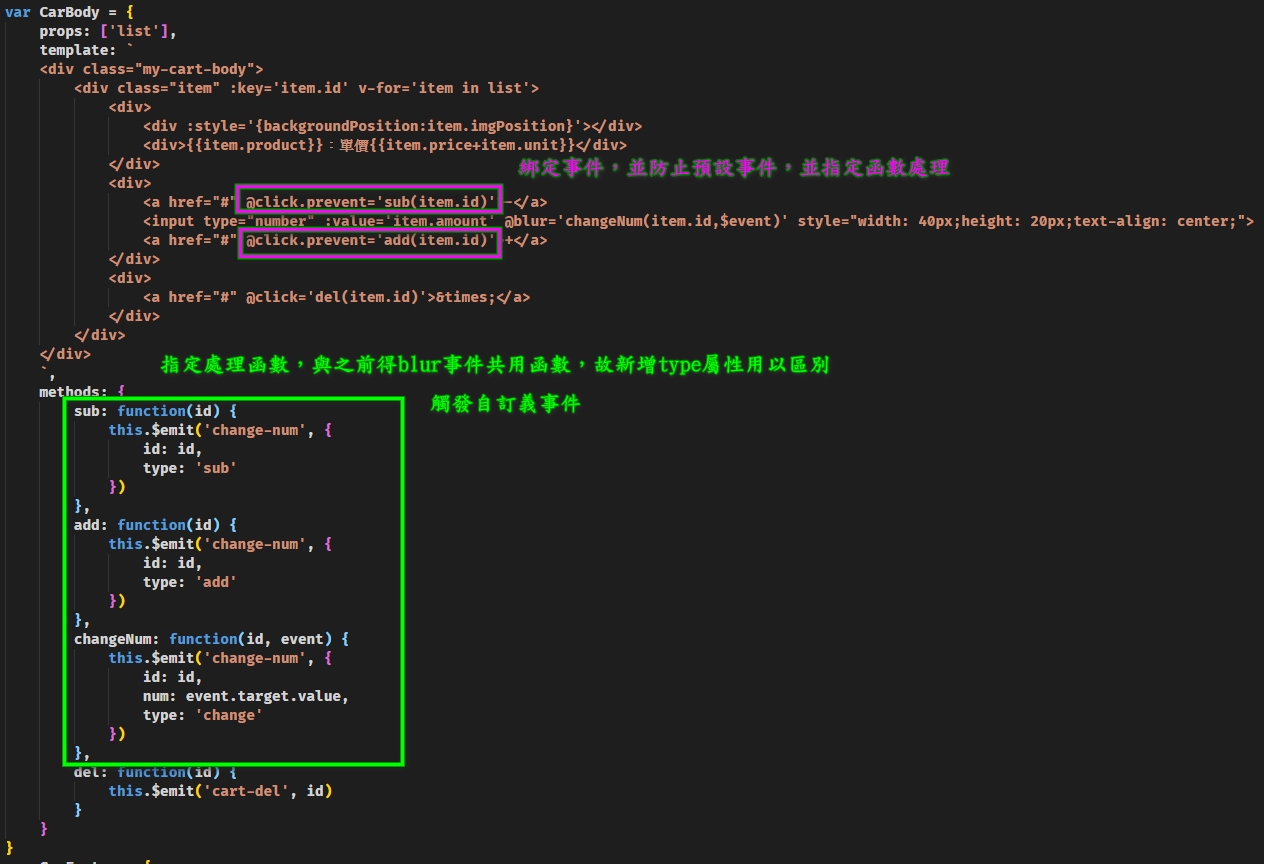 var CarBody = {
props: ['list'],
template: `
<div class="my-cart-body">
<div class="item" :key='item.id' v-for='item in list'>
<div>
<div :style='{backgroundPosition:item.imgPosition}'></div>
<div>{{item.product}}：單價{{item.price+item.unit}}</div>
</div>
綁定事件，並防止預設事件，並指定函數處理
<div>
<a href="#" @click.prevent='sub(item.id)' -</a>
<input type="number" :value='item.amount' @blur='changeNum(item.id,$event)' style="width: 40px;height: 20px;text-align: center;">
<a href="#" @click.prevent='add(item.id)' +</a>
</div>
<div>
<a href="#" @click='del(item.id)'>&times;</a>
</div>
</div>
</div>
指定處理函數，與之前得blur事件共用函數，故新增type屬性用以區別
`,
methods: {
觸發自訂義事件
sub: function(id) {
this.$emit('change-num', {
id: id,
type: 'sub'
})
},
add: function(id) {
this.$emit('change-num', {
id: id,
type: 'add'
})
},
changeNum: function(id, event) {
this.$emit('change-num', {
id: id,
num: event.target.value,
type: 'change'
})
},
del: function(id) {
this.$emit('cart-del', id)
}
}
}